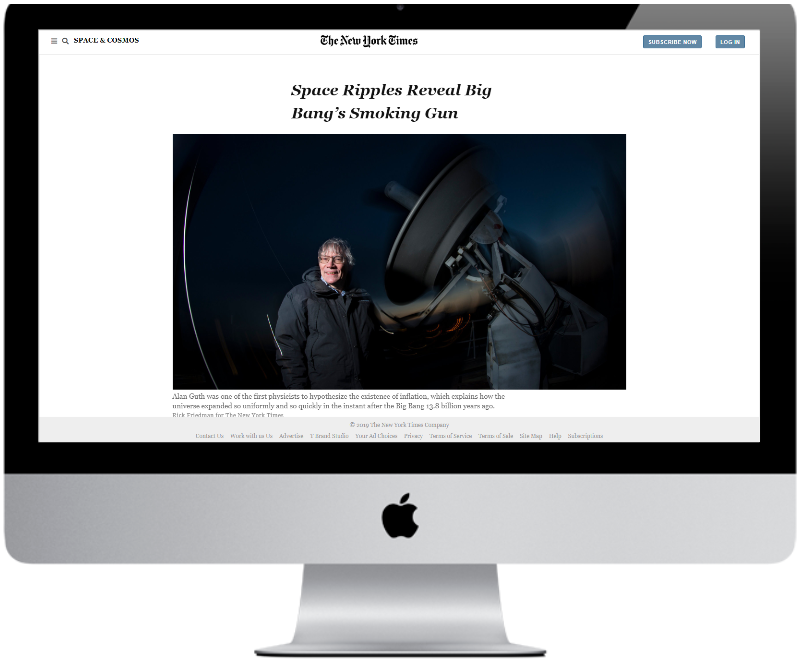 SPACE & COSMOS
The New York Times
SUBSCRIBE NOW
LOG IN
Space Ripples Reveal Big
Bang’s Smoking Gun
Alan Guth was one of the first physicists to hypothesize the existence of inflation, which explains how the
universe expanded so uniformly and so quickly in the instant after the Big Bang 13.8 billion years ago.
Rick Friedman for The New York Times
© 2019 The New York Times Company
Contact Us Work with us Us Advertise T Brand Studio Your Ad Choices Privacy Terms of Service Terms of Sale Site Map Help Subscriptions